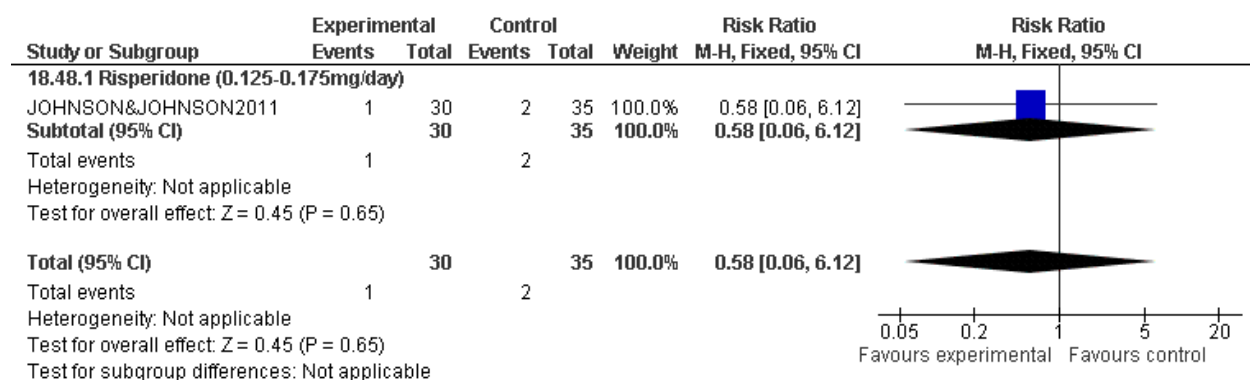 Experimental Control Risk Ratio Risk Ratio
Study or Subgroup Events Total Events Total Weight M-H, Fixed, 95% CI M-H, Fixed, 95% CI
18.48.1 Risperidone (0.125-0.175mg/day)
JOHNSON&JOHNSON2011 1 30 2 35 100.0% 0.58 [0.06, 6.12]
Subtotal (95% CI) 30 35 100.0% 0.58 [0.06, 6.12]
Total events 1 2
Heterogeneity: Not applicable
Test for overall effect: Z = 0.45 (P = 0.65)
Total (95% CI) 30 35 100.0% 0.58 [0.06, 6.12]
Total events 1 2
Heterogeneity: Not applicable
Test for overall effect: Z = 0.45 (P = 0.65)
Test for subgroup differences: Not applicable
0.05 0.2 1 5 20
Favours experimental Favours control